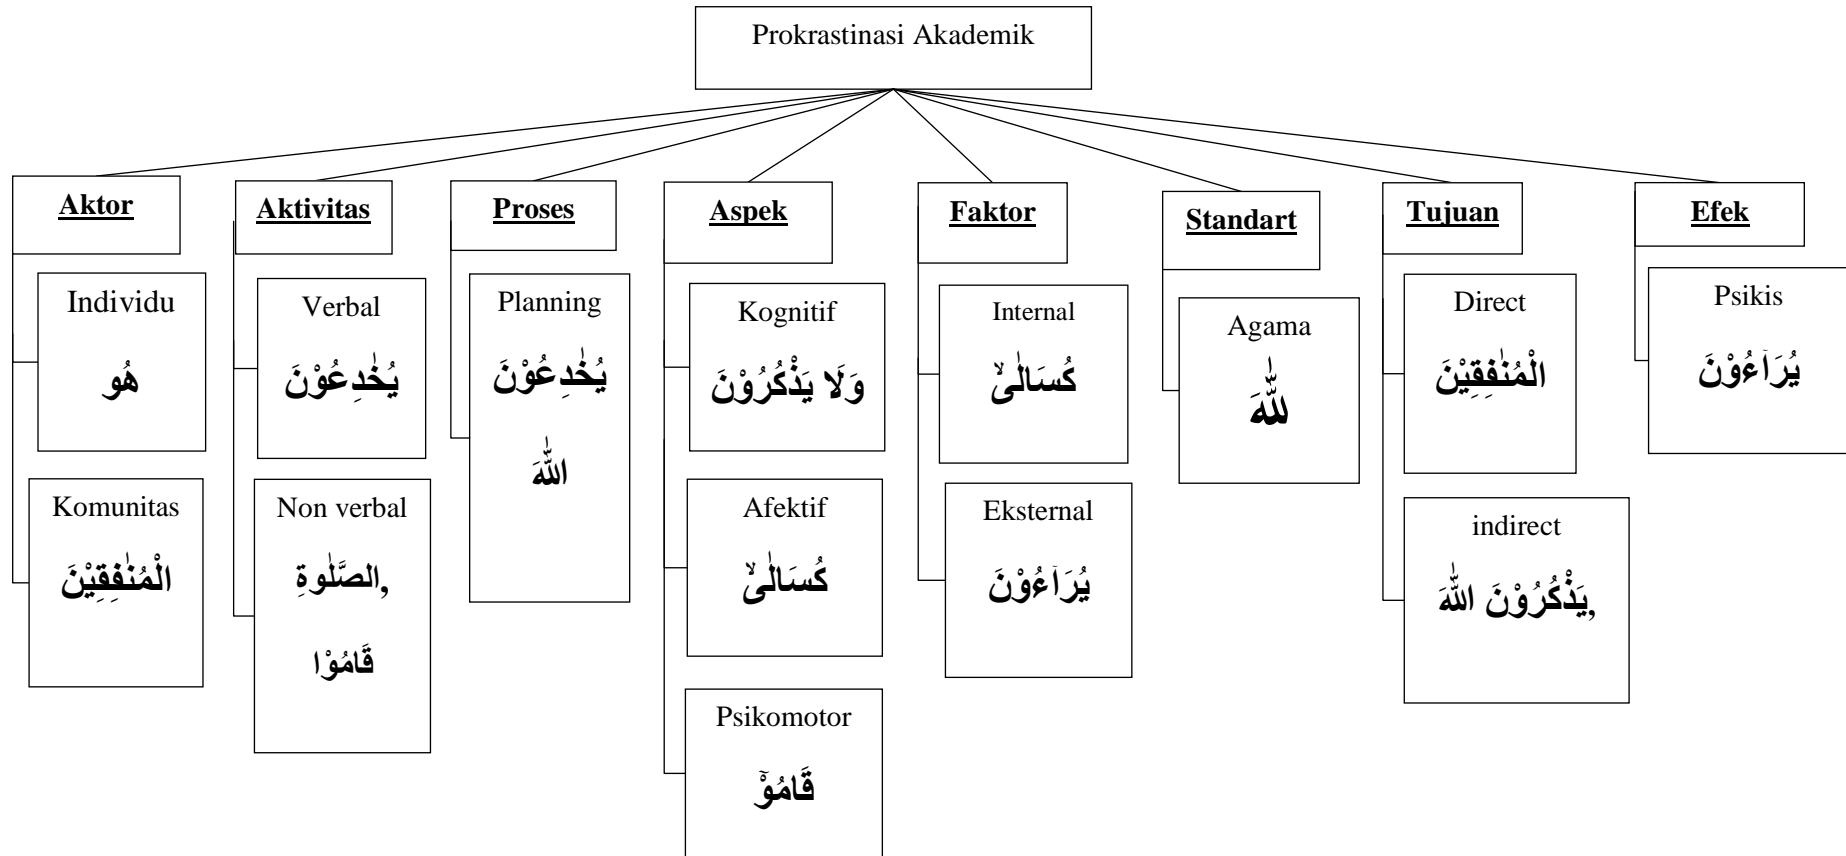 Prokrastinasi Akademik
Aktor
Individu
هُو
Komunitas
الْمُنٰفِقِيْنَ
Aktivitas
Verbal
يُخٰدِعُوْنَ
Non verbal
الصَّلٰوةِ,
قَامُوْا
Proses
Planning
يُخٰدِعُوْنَ
اللّٰهَ
Aspek
Kognitif
وَلَا يَذْكُرُوْنَ
Afektif
كُسَالٰىۙ
Psikomotor
قَامُوْٓ
Faktor
Internal
كُسَالٰىۙ
Eksternal
يُرَاۤءُوْنَ
Standart
Agama
للّٰهَ
Tujuan
Direct
الْمُنٰفِقِيْنَ
indirect
يَذْكُرُوْنَ اللّٰهَ,
Efek
Psikis
يُرَاۤءُوْنَ